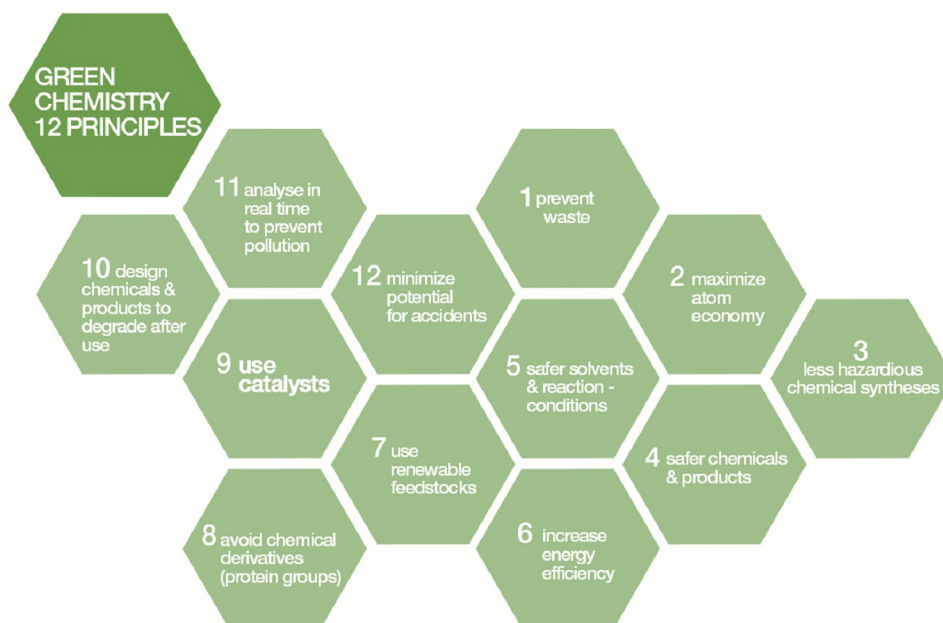 GREEN
CHEMISTRY
12 PRINCIPLES
1 prevent
waste
2 maximize
atom
economy
3
less hazardious
chemical syntheses
4 safer chemicals
& products
5 safer solvents
& reaction -
conditions
6 increase
energy
efficiency
7 use
renewable
feedstocks
8 avoid chemical
derivatives
(protein groups)
9 use
catalysts
10 design
chemicals &
products to
degrade after
use
11 analyse in
real time
to prevent
pollution
12 minimize
potential
for accidents